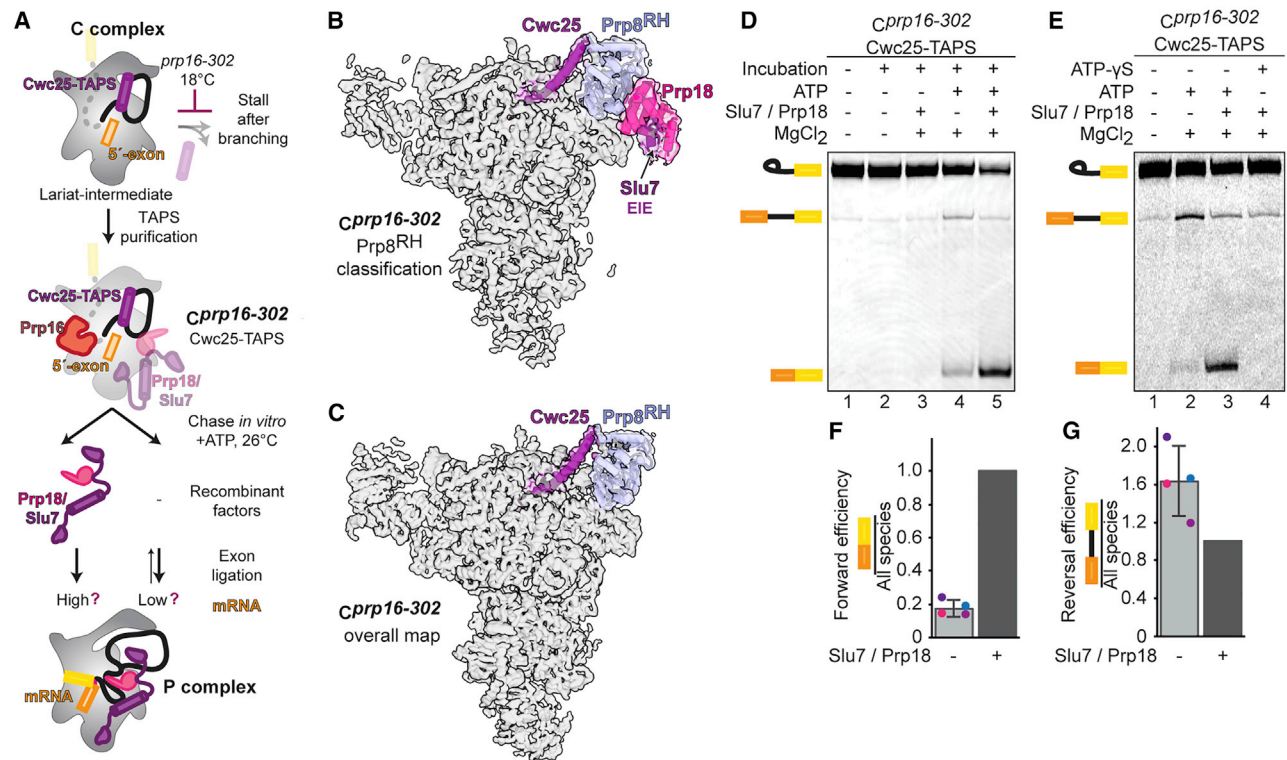 A
C complex
prp16-302
18°C
Cwc25-TAPS
Stall
after
branching
5´-exon
Lariat-intermediate
TAPS
purification
Cwc25-TAPS
Cprp16-302
Prp16
Cwc25-TAPS
5´-exon
Prp18/
Slu7
Chase in vitro
+ATP, 26°C
Prp18/
Slu7
-
Recombinant
factors
Exon
ligation
High? Low? mRNA
mRNA
P complex
B
Cwc25 Prp8RH
Prp18
Slu7
EIE
Cprp16-302
Prp8RH
classification
C
Cwc25 Prp8RH
Cprp16-302
overall map
D
Cprp16-302
Cwc25-TAPS
Incubation - + + + +
ATP - - - + +
Slu7 / Prp18 - - + - +
MgCl2 - - + + +
1 2 3 4 5
E
Cprp16-302
Cwc25-TAPS
ATP-γS - - - +
ATP - + + -
Slu7 / Prp18 - - + +
MgCl2 - + + +
1 2 3 4
F
Forward efficiency
All species
1.0
0.8
0.6
0.4
0.2
0
Slu7 / Prp18 - +
G
Reversal efficiency
All species
2.0
1.6
1.2
0.8
0.4
0
Slu7 / Prp18 - +